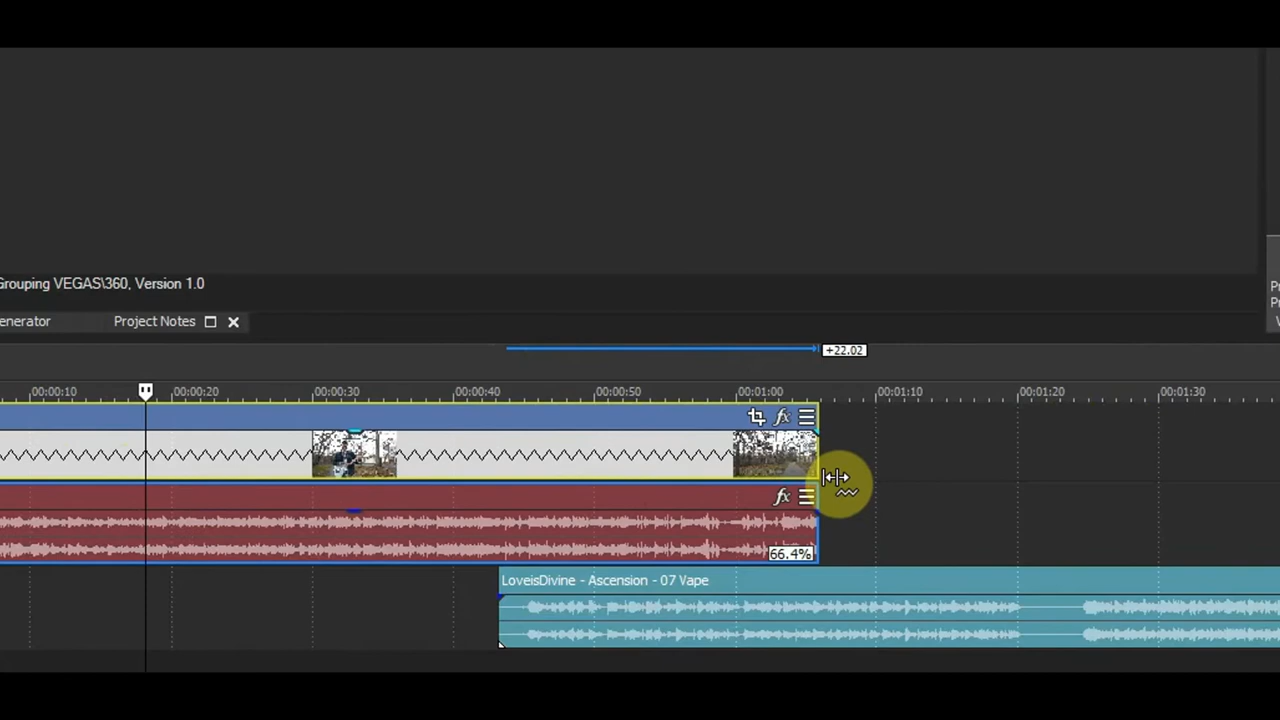 Grouping VEGAS\360, Version 1.0
enerator
Project Notes
+22.02
00:00:10 00:00:20 00:00:30 00:00:40 00:00:50 00:01:00 00:01:10 00:01:20 00:01:30
fx
fx
66.4%
LoveisDivine - Ascension - 07 Vape